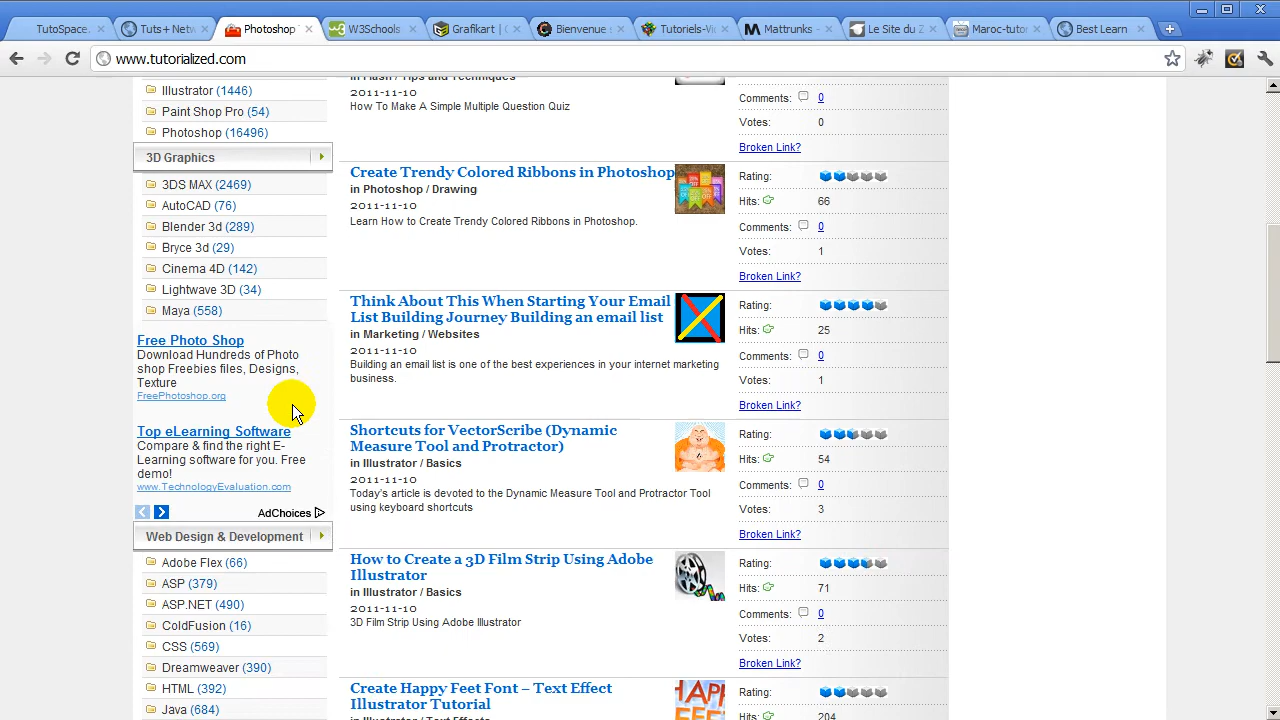 TutoSpace.
Tuts+ Netw
Photoshop
W3Schools
Grafikart | (
Bienvenue :
Tutoriels-Vi
Mattrunks -
Le Site du Z
Maroc-tutor
Best Learn
www.tutorialized.com
Illustrator (1446)
Paint Shop Pro (54)
Photoshop (16496)
3D Graphics
3DS MAX (2469)
AutoCAD (76)
Blender 3d (289)
Bryce 3d (29)
Cinema 4D (142)
Lightwave 3D (34)
Maya (558)
Free Photo Shop
Download Hundreds of Photo
shop Freebies files, Designs,
Texture
FreePhotoshop.org
Top eLearning Software
Compare & find the right E-
Learning software for you. Free
demo!
www.TechnologyEvaluation.com
AdChoices
Web Design & Development
Adobe Flex (66)
ASP (379)
ASP.NET (490)
ColdFusion (16)
CSS (569)
Dreamweaver (390)
HTML (392)
Java (684)
in Flash / Tips and Techniques
2011-11-10
How To Make A Simple Multiple Question Quiz
Comments: 0
Votes: 0
Broken Link?
Create Trendy Colored Ribbons in Photoshop
in Photoshop / Drawing
2011-11-10
Learn How to Create Trendy Colored Ribbons in Photoshop.
Rating:
Hits: 66
Comments: 0
Votes: 1
Broken Link?
Think About This When Starting Your Email
List Building Journey Building an email list
in Marketing / Websites
2011-11-10
Building an email list is one of the best experiences in your internet marketing
business.
Rating:
Hits: 25
Comments: 0
Votes: 1
Broken Link?
Shortcuts for VectorScribe (Dynamic
Measure Tool and Protractor)
in Illustrator / Basics
2011-11-10
Today's article is devoted to the Dynamic Measure Tool and Protractor Tool
using keyboard shortcuts
Rating:
Hits: 54
Comments: 0
Votes: 3
Broken Link?
How to Create a 3D Film Strip Using Adobe
Illustrator
in Illustrator / Basics
2011-11-10
3D Film Strip Using Adobe Illustrator
Rating:
Hits: 71
Comments: 0
Votes: 2
Broken Link?
Create Happy Feet Font – Text Effect
Illustrator Tutorial
in Illustrator / Text Effects
HAPP
FEE
Rating:
Hits: 204